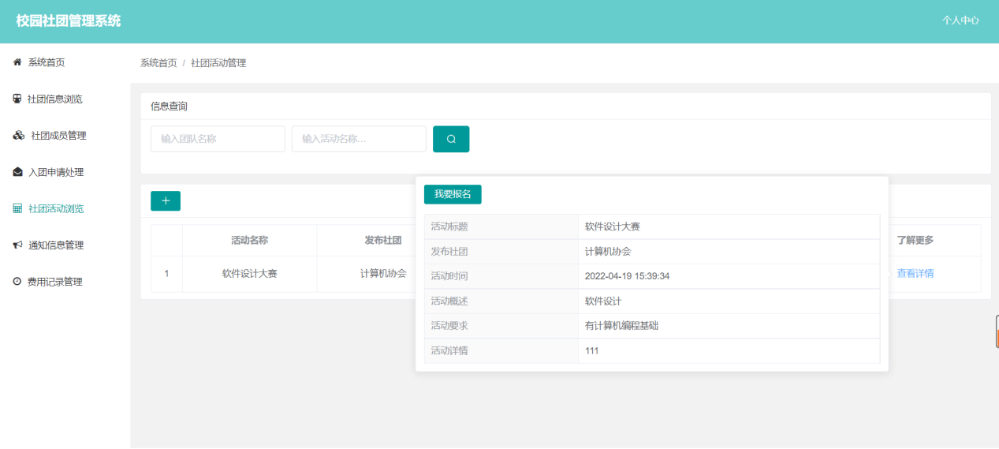 校园社团管理系统
个人中心
系统首页
社团信息浏览
社团成员管理
入团申请处理
社团活动浏览
通知信息管理
费用记录管理
系统首页 / 社团活动管理
信息查询
输入团队名称 输入活动名称...
+
活动名称 发布社团 了解更多
1 软件设计大赛 计算机协会 查看详情
我要报名
活动标题 软件设计大赛
发布社团 计算机协会
活动时间 2022-04-19 15:39:34
活动概述 软件设计
活动要求 有计算机编程基础
活动详情 111